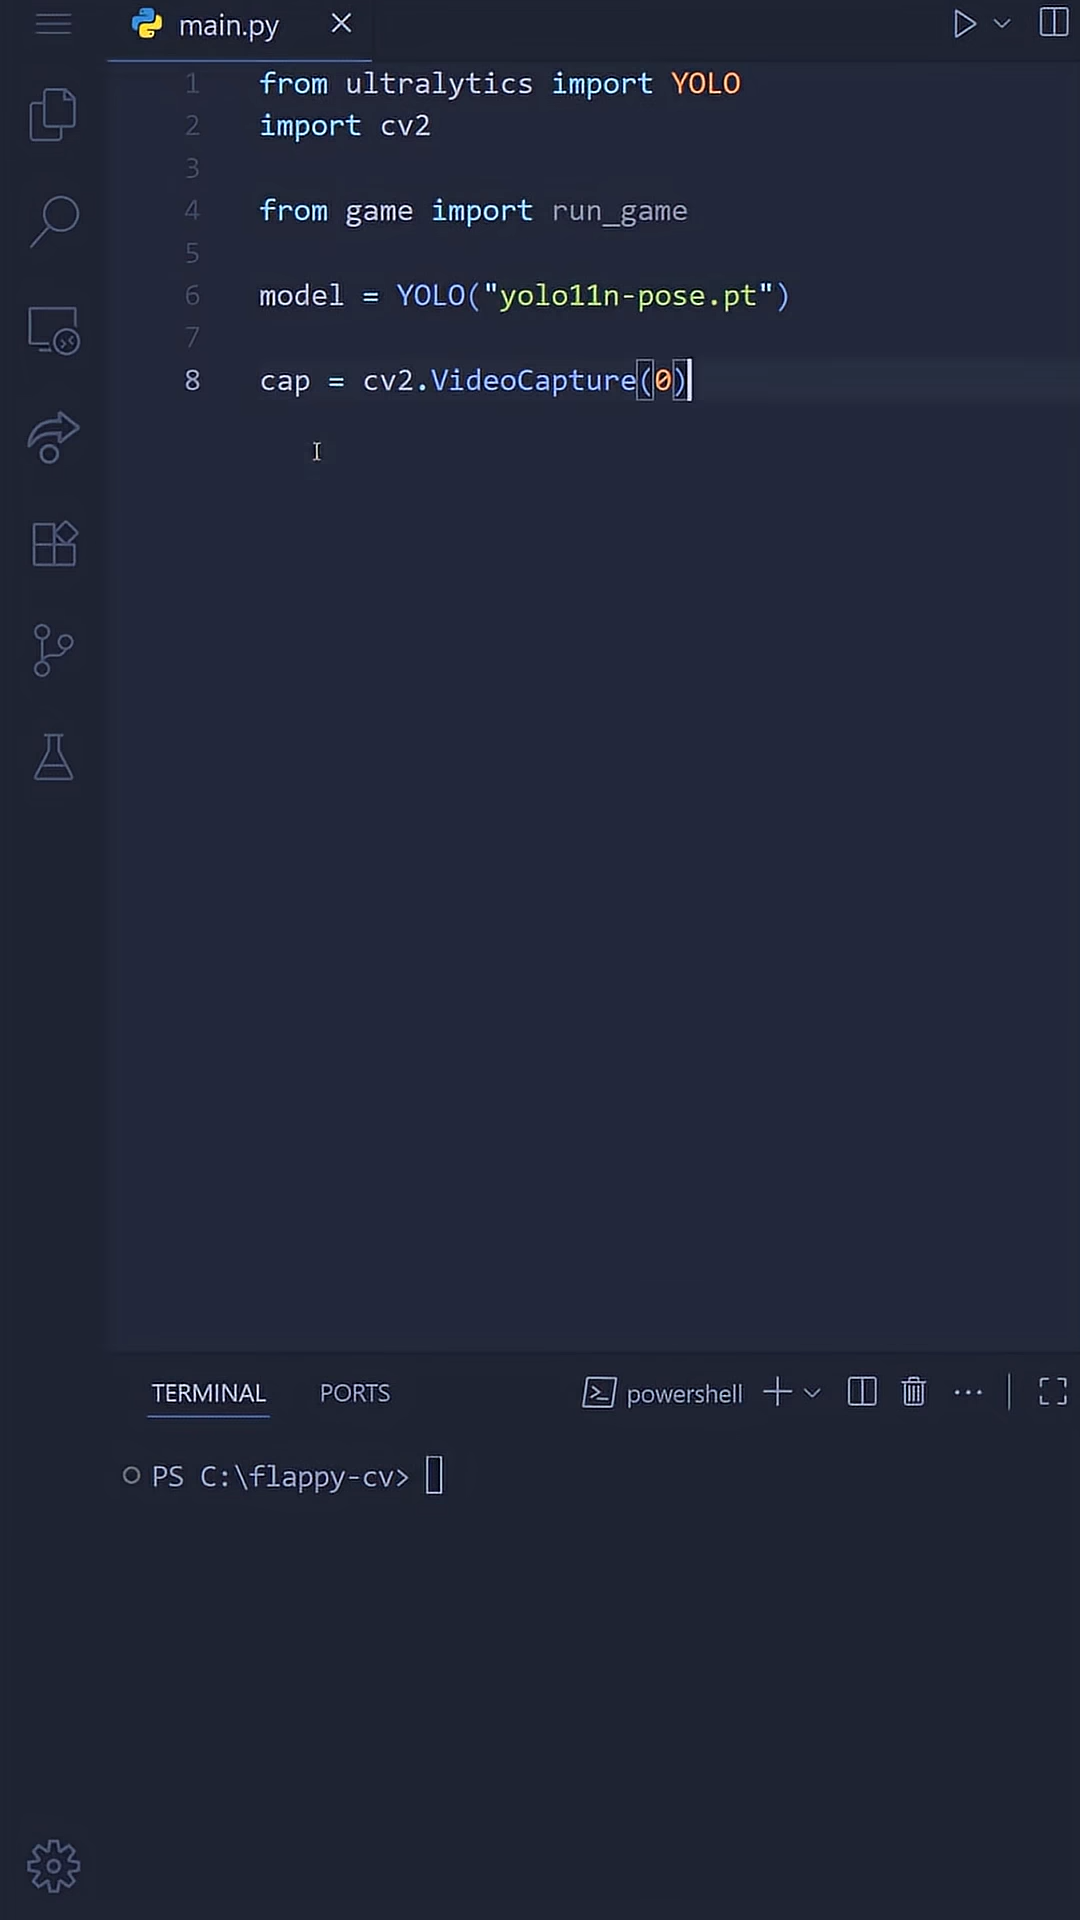 main.py
1 from ultralytics import YOLO
2 import cv2
3
4 from game import run_game
5
6 model = YOLO("yolo11n-pose.pt")
7
8 cap = cv2.VideoCapture(0)
TERMINAL PORTS powershell
PS C:\flappy-cv>